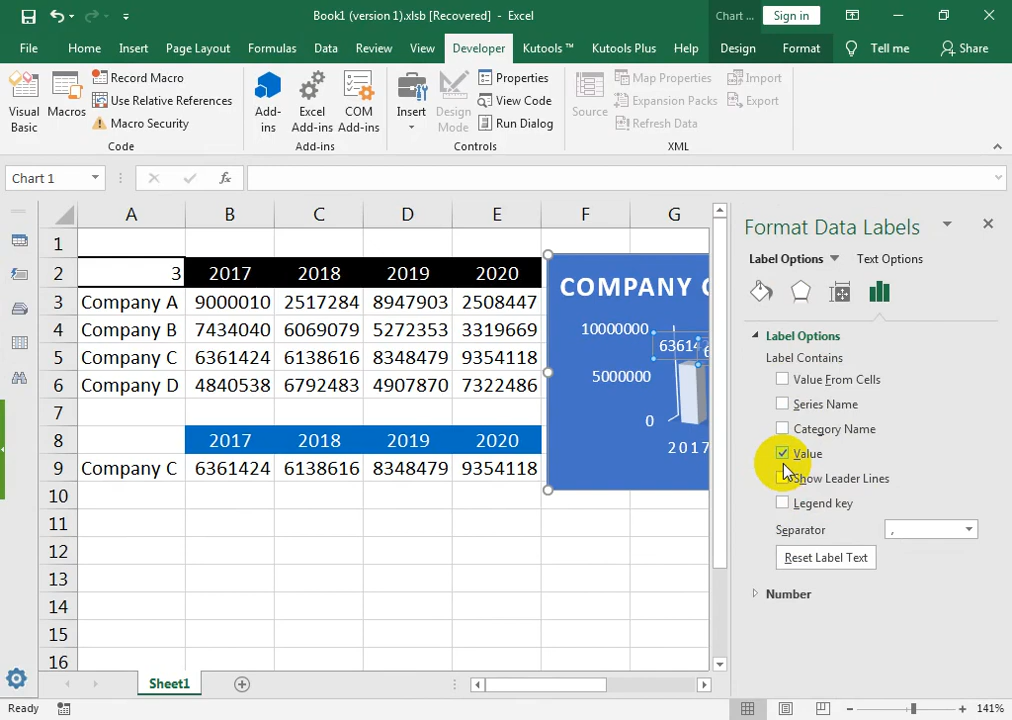 Book1 (version 1).xlsb [Recovered] - Excel
Chart ...
Sign in
File Home Insert Page Layout Formulas Data Review View Developer Kutools ™ Kutools Plus Help Design Format Tell me Share
Visual Basic
Macros
Record Macro
Use Relative References
Macro Security
Code
Add-ins
Excel Add-ins
COM Add-ins
Add-ins
Insert
Design Mode
Properties
View Code
Run Dialog
Controls
Source
Map Properties
Expansion Packs
Refresh Data
Import
Export
XML
Chart 1
fx
A B C D E F G
1
2 3 2017 2018 2019 2020
3 Company A 9000010 2517284 8947903 2508447
4 Company B 7434040 6069079 5272353 3319669
5 Company C 6361424 6138616 8348479 9354118
6 Company D 4840538 6792483 4907870 7322486
7
8 2017 2018 2019 2020
9 Company C 6361424 6138616 8348479 9354118
10
11
12
13
14
15
16
COMPANY
10000000
5000000
0
6361
2017
Format Data Labels
Label Options Text Options
Label Options
Label Contains
Value From Cells
Series Name
Category Name
Value
Show Leader Lines
Legend key
Separator ,
Reset Label Text
Number
Sheet1
Ready
141%